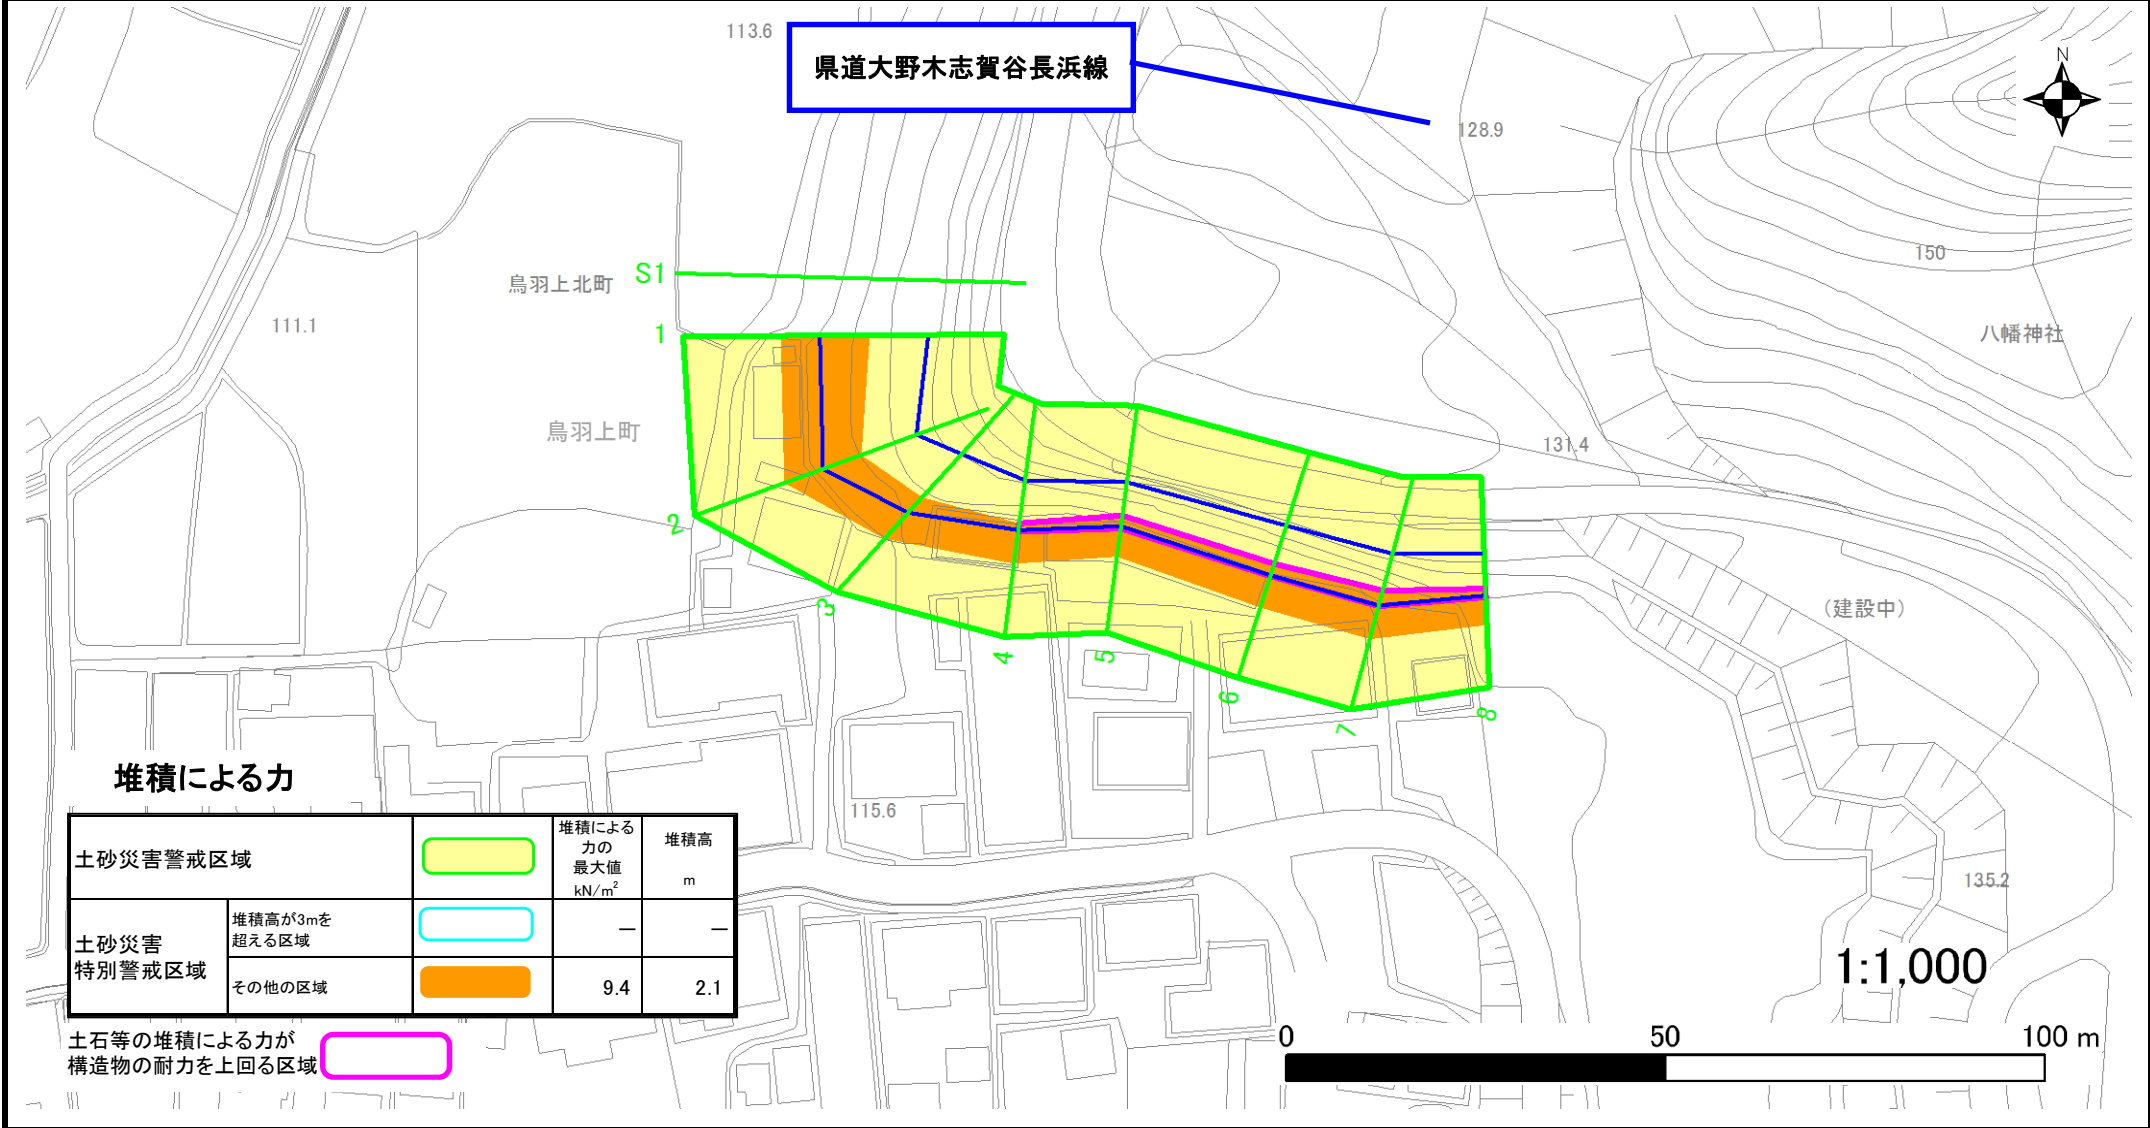 113.6
県道大野木志賀谷長浜線
N
128.9
150
鳥羽上北町
S1
111.1
1
八幡神社
鳥羽上町
131.4
2
3
(建設中)
4
5
6
7
8
堆積による力
115.6
土砂災害警戒区域
堆積による
力の
最大値
kN/m²
堆積高
m
135.2
土砂災害
特別警戒区域
堆積高が3mを
超える区域
—
—
その他の区域
9.4
2.1
1:1,000
土石等の堆積による力が
構造物の耐力を上回る区域
0
50
100 m